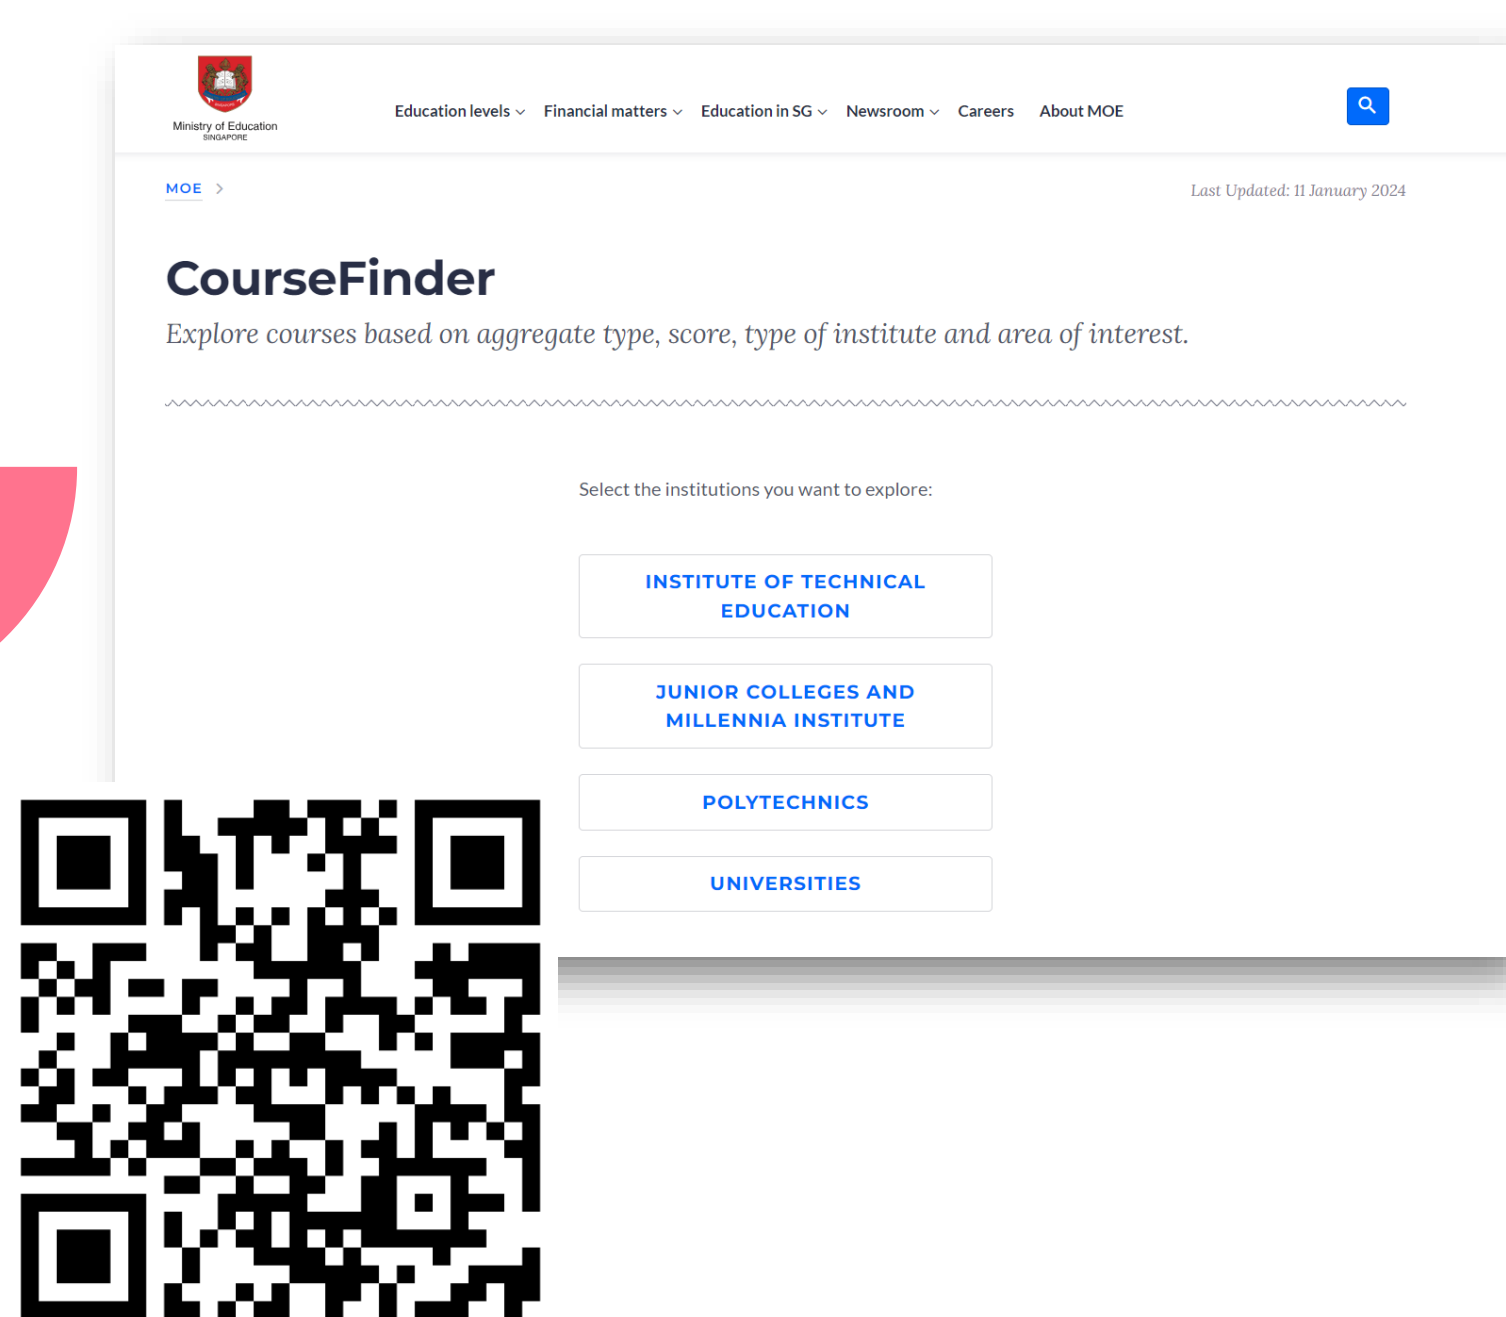 Ministry of Education
SINGAPORE
Education levels Financial matters Education in SG Newsroom Careers About MOE
MOE
Last Updated: 11 January 2024
CourseFinder
Explore courses based on aggregate type, score, type of institute and area of interest.
Select the institutions you want to explore:
INSTITUTE OF TECHNICAL
EDUCATION
JUNIOR COLLEGES AND
MILLENNIA INSTITUTE
POLYTECHNICS
UNIVERSITIES